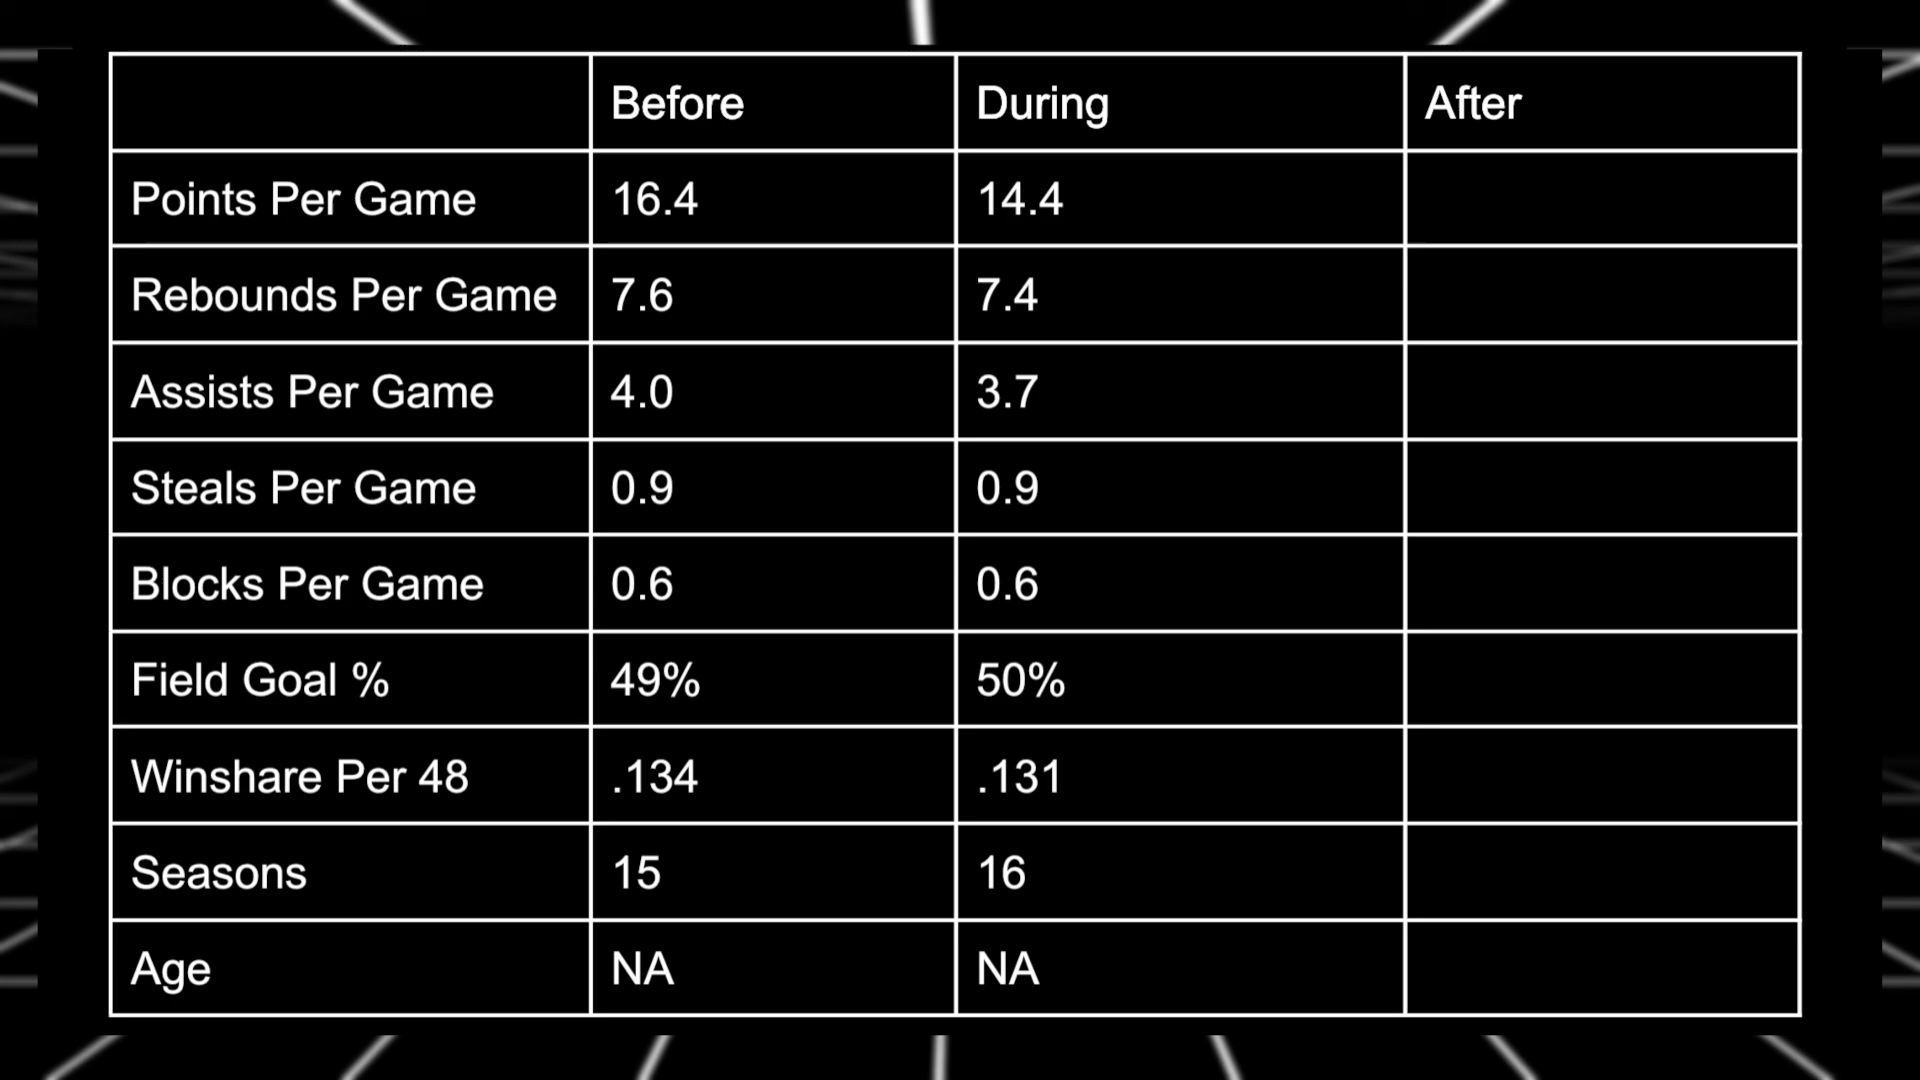 Before During After
Points Per Game 16.4 14.4
Rebounds Per Game 7.6 7.4
Assists Per Game 4.0 3.7
Steals Per Game 0.9 0.9
Blocks Per Game 0.6 0.6
Field Goal % 49% 50%
Winshare Per 48 .134 .131
Seasons 15 16
Age NA NA